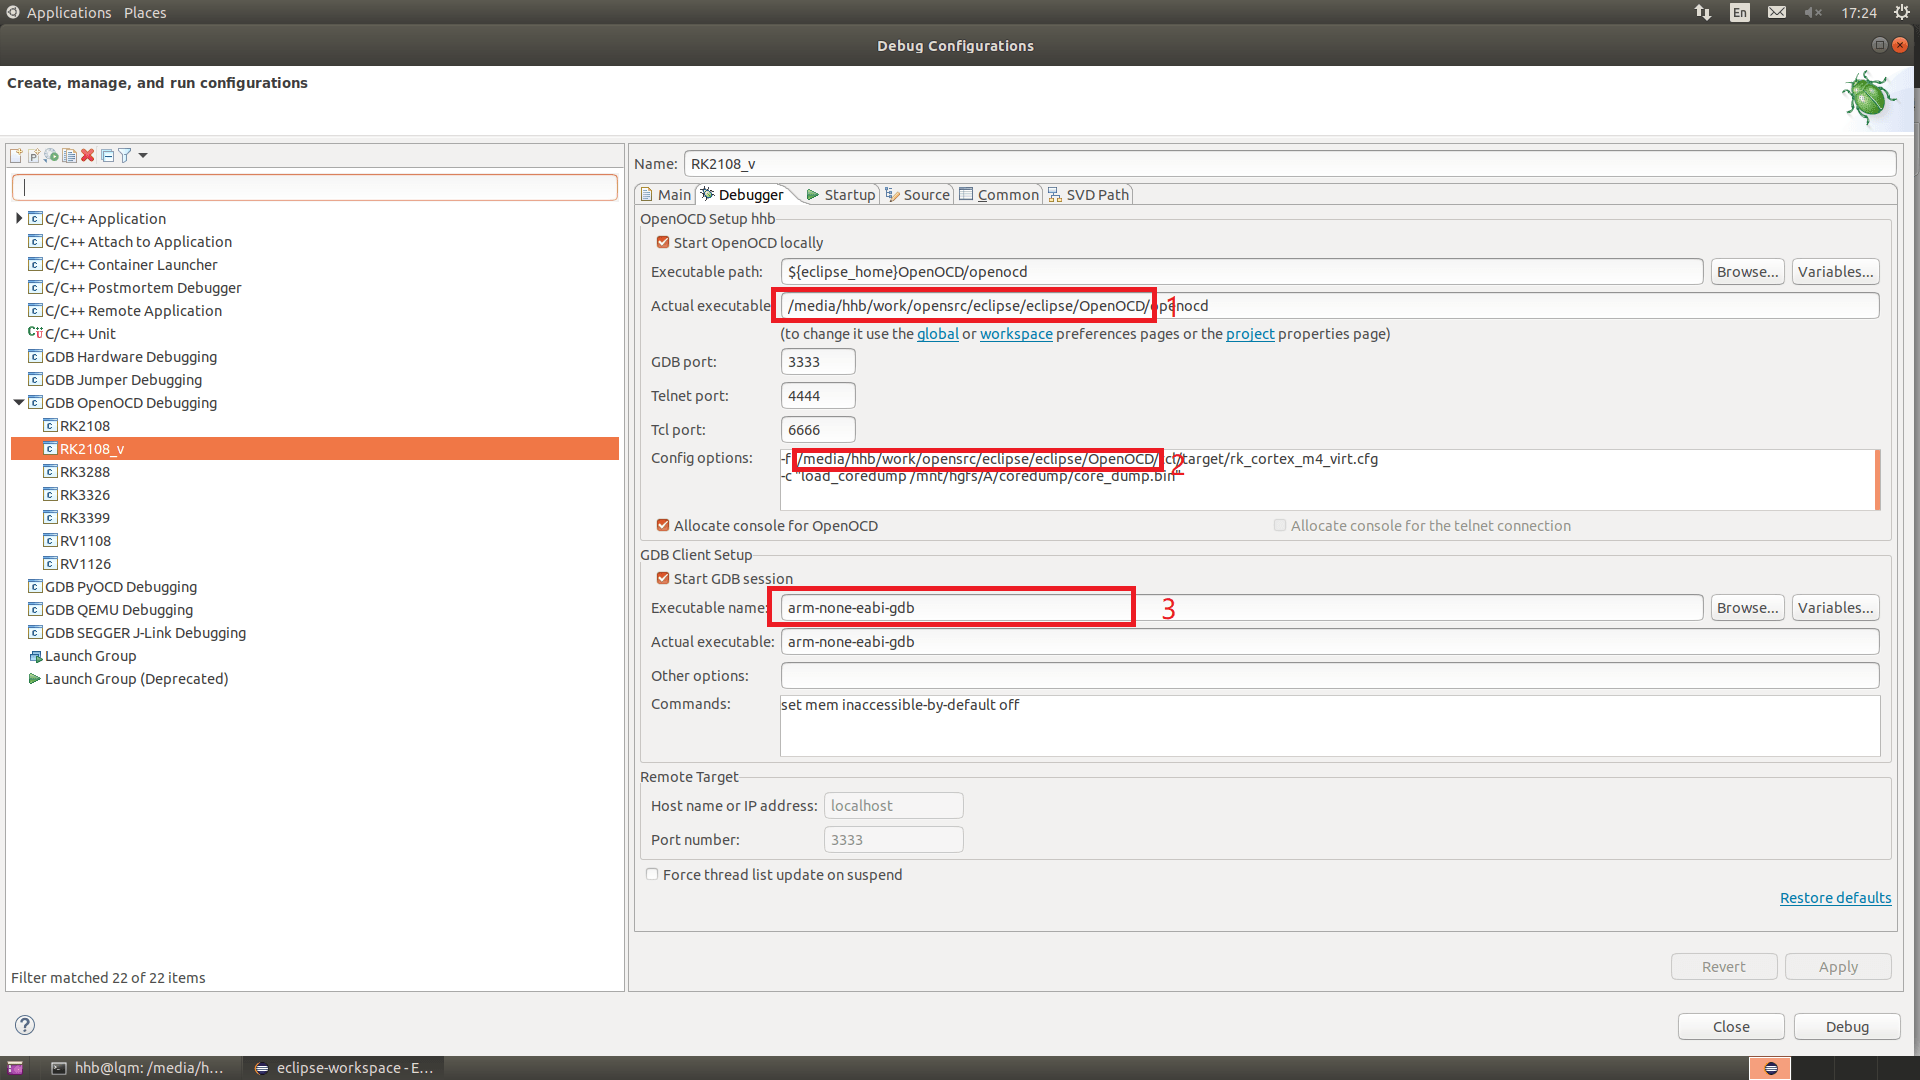 Applications Places
En 17:24
Debug Configurations
Create, manage, and run configurations
C/C++ Application
C/C++ Attach to Application
C/C++ Container Launcher
C/C++ Postmortem Debugger
C/C++ Remote Application
C/C++ Unit
GDB Hardware Debugging
GDB Jumper Debugging
GDB OpenOCD Debugging
RK2108
RK2108_v
RK3288
RK3326
RK3399
RV1108
RV1126
GDB PyOCD Debugging
GDB QEMU Debugging
GDB SEGGER J-Link Debugging
Launch Group
Launch Group (Deprecated)
Filter matched 22 of 22 items
Name: RK2108_v
Main Debugger Startup Source Common SVD Path
OpenOCD Setup hhb
Start OpenOCD locally
Executable path: ${eclipse_home}OpenOCD/openocd Browse... Variables...
Actual executable: /media/hhb/work/opensrc/eclipse/eclipse/OpenOCD/openocd 1
(to change it use the global or workspace preferences pages or the project properties page)
GDB port: 3333
Telnet port: 4444
Tcl port: 6666
Config options: -f /media/hhb/work/opensrc/eclipse/eclipse/OpenOCD/tcl/target/rk_cortex_m4_virt.cfg 2
-c "load_coredump /mnt/hgfs/A/coredump/core_dump.bin"
Allocate console for OpenOCD Allocate console for the telnet connection
GDB Client Setup
Start GDB session
Executable name: arm-none-eabi-gdb 3 Browse... Variables...
Actual executable: arm-none-eabi-gdb
Other options:
Commands: set mem inaccessible-by-default off
Remote Target
Host name or IP address: localhost
Port number: 3333
Force thread list update on suspend
Restore defaults
Revert Apply
? Close Debug
hhb@lqm: /media/h... eclipse-workspace - E...